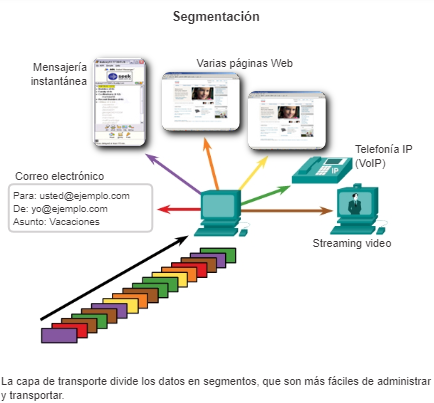 Segmentación
Mensajería
instantánea
Varias páginas Web
Telefonía IP
(VoIP)
IP
Correo electrónico
Para: usted@ejemplo.com
De: yo@ejemplo.com
Asunto: Vacaciones
Streaming video
La capa de transporte divide los datos en segmentos, que son más fáciles de administrar
y transportar.